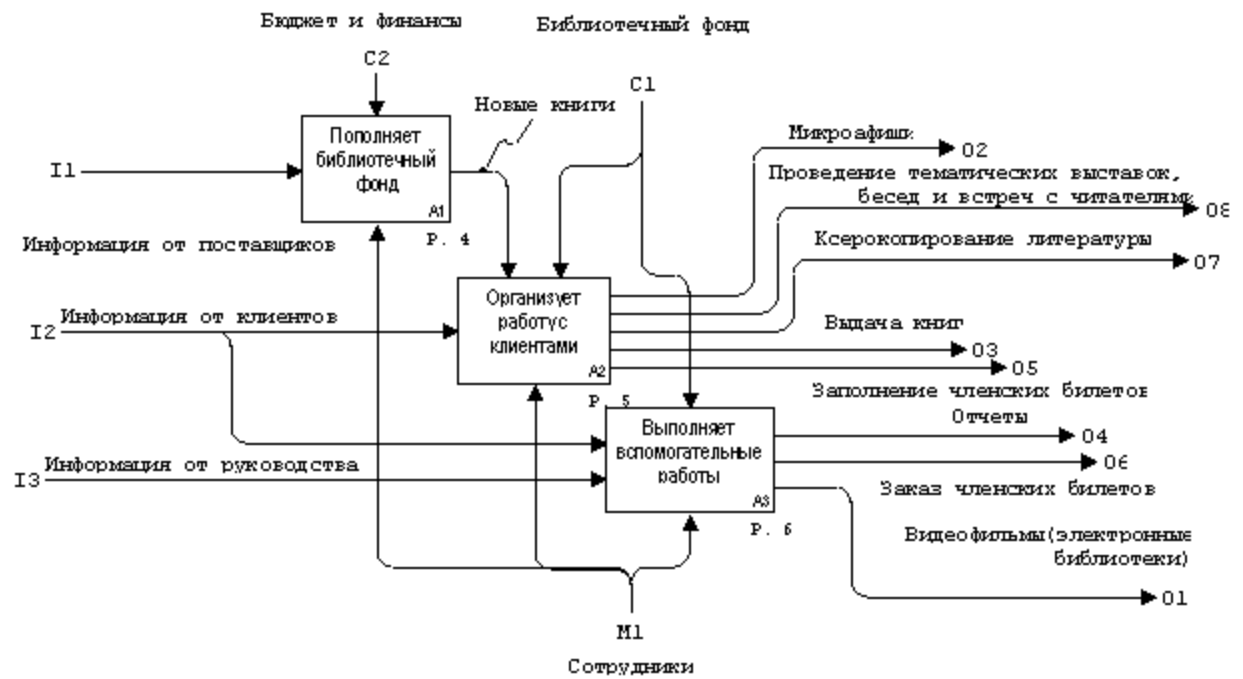 Бюджет и финансы
Библиотечный фонд
C2
C1
Новые книги
Пополняет
библиотечный
фонд
A1
P. 4
I1
Информация от поставщиков
Микроафиши
O2
Проведение тематических выставок,
бесед и встреч с читателями
O8
Ксерокопирование литературы
O7
Организует
работу с
клиентами
A2
P. 5
I2
Информация от клиентов
Выдача книг
O3
O5
Заполнение членских билетов
Отчеты
O4
O6
Заказ членских билетов
Выполняет
вспомогательные
работы
A3
P. 6
I3
Информация от руководства
Видеофильмы(электронные
библиотеки)
O1
M1
Сотрудники